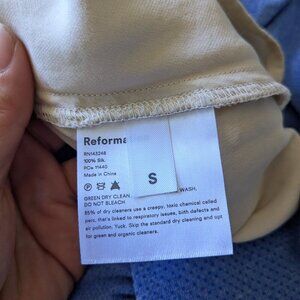 Reforma
RN143248
100% Silk.
PC# 11440
Made in China
S
GREEN DRY CLEAN WASH.
DO NOT BLEACH
85% of dry cleaners use a creepy, toxic chemical called
perc, that's linked to respiratory issues, birth defects and
air pollution. Yuck. Skip the standard dry cleaning and opt
for green and organic cleaners.